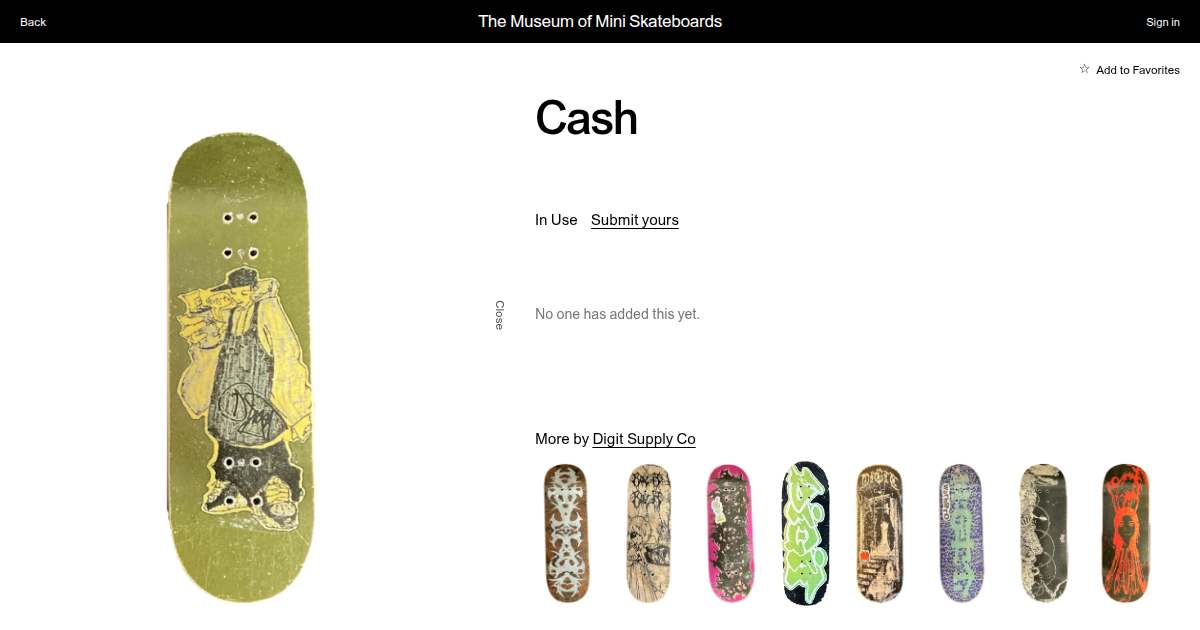 Back
The Museum of Mini Skateboards
Sign in
☆ Add to Favorites
Cash
In Use Submit yours
Close
No one has added this yet.
More by Digit Supply Co